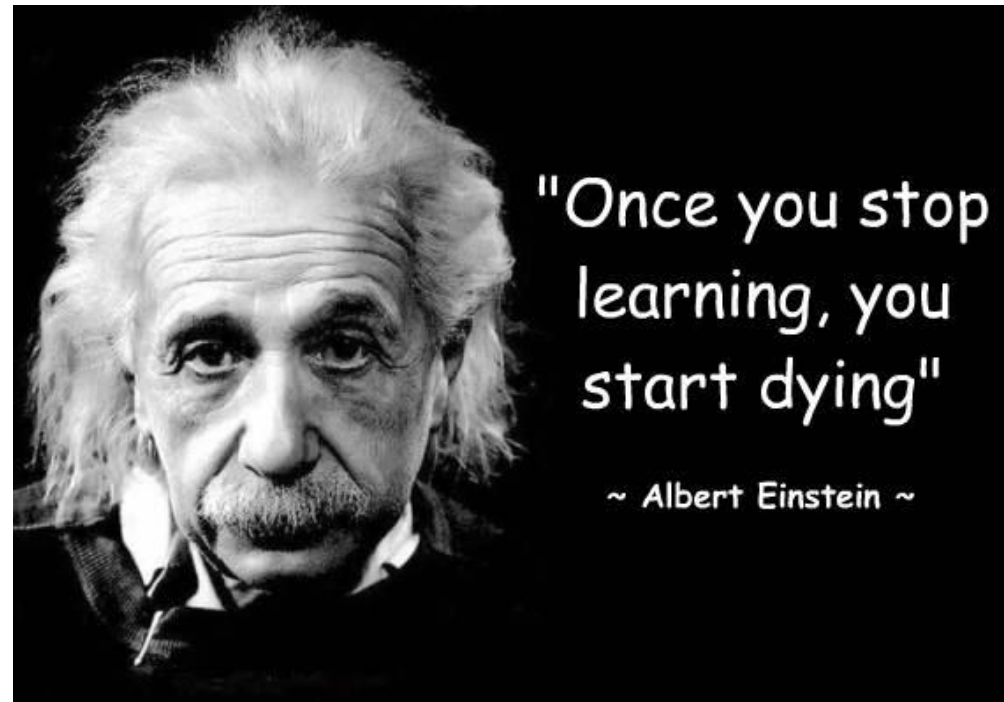 "Once you stop
learning, you
start dying"
~ Albert Einstein ~